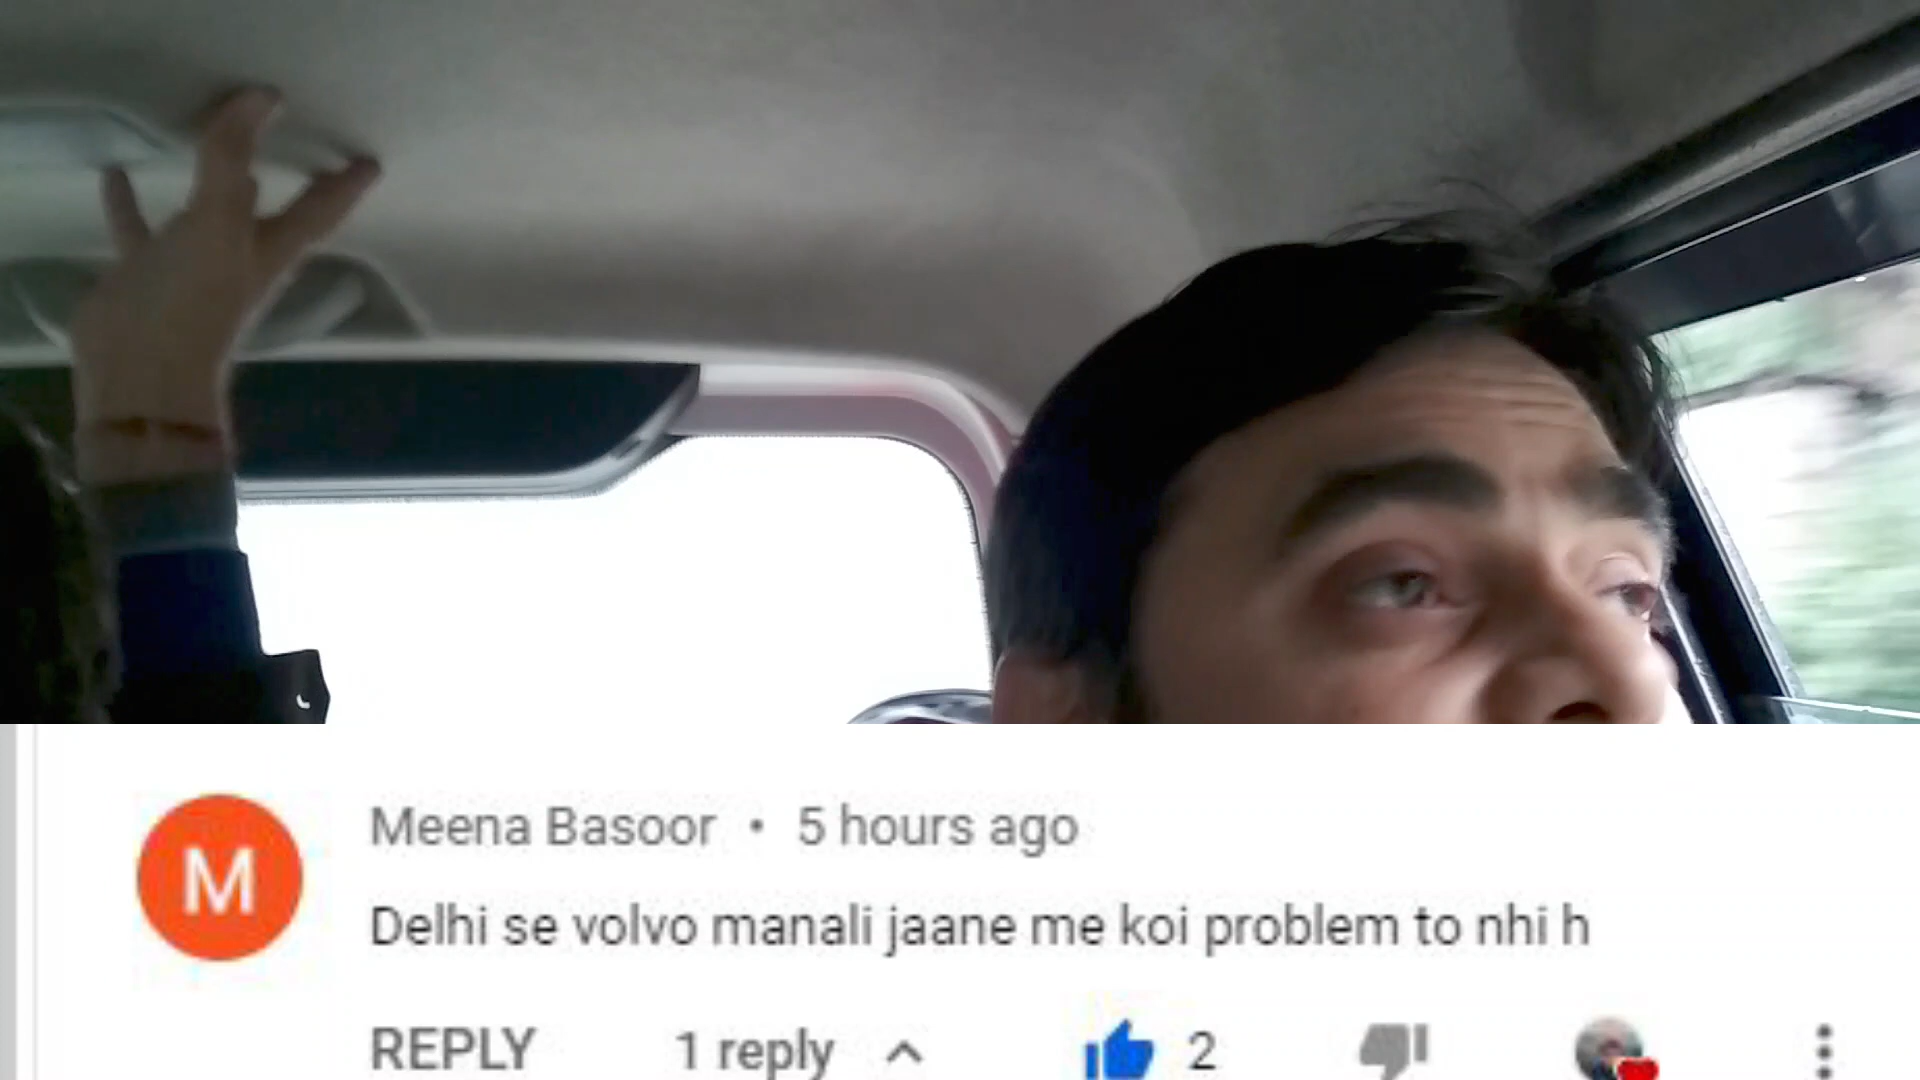 M
Meena Basoor • 5 hours ago
Delhi se volvo manali jaane me koi problem to nhi h
REPLY 1 reply 2